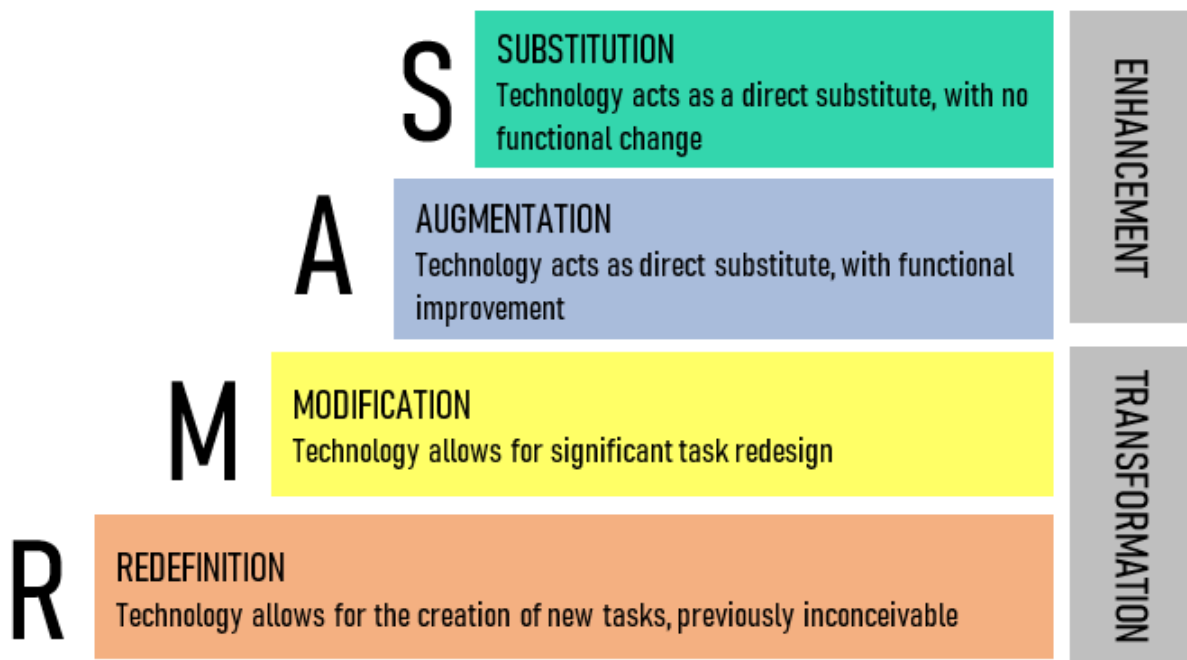 S
SUBSTITUTION
Technology acts as a direct substitute, with no
functional change
A
AUGMENTATION
Technology acts as direct substitute, with functional
improvement
ENHANCEMENT
M
MODIFICATION
Technology allows for significant task redesign
R
REDEFINITION
Technology allows for the creation of new tasks, previously inconceivable
TRANSFORMATION